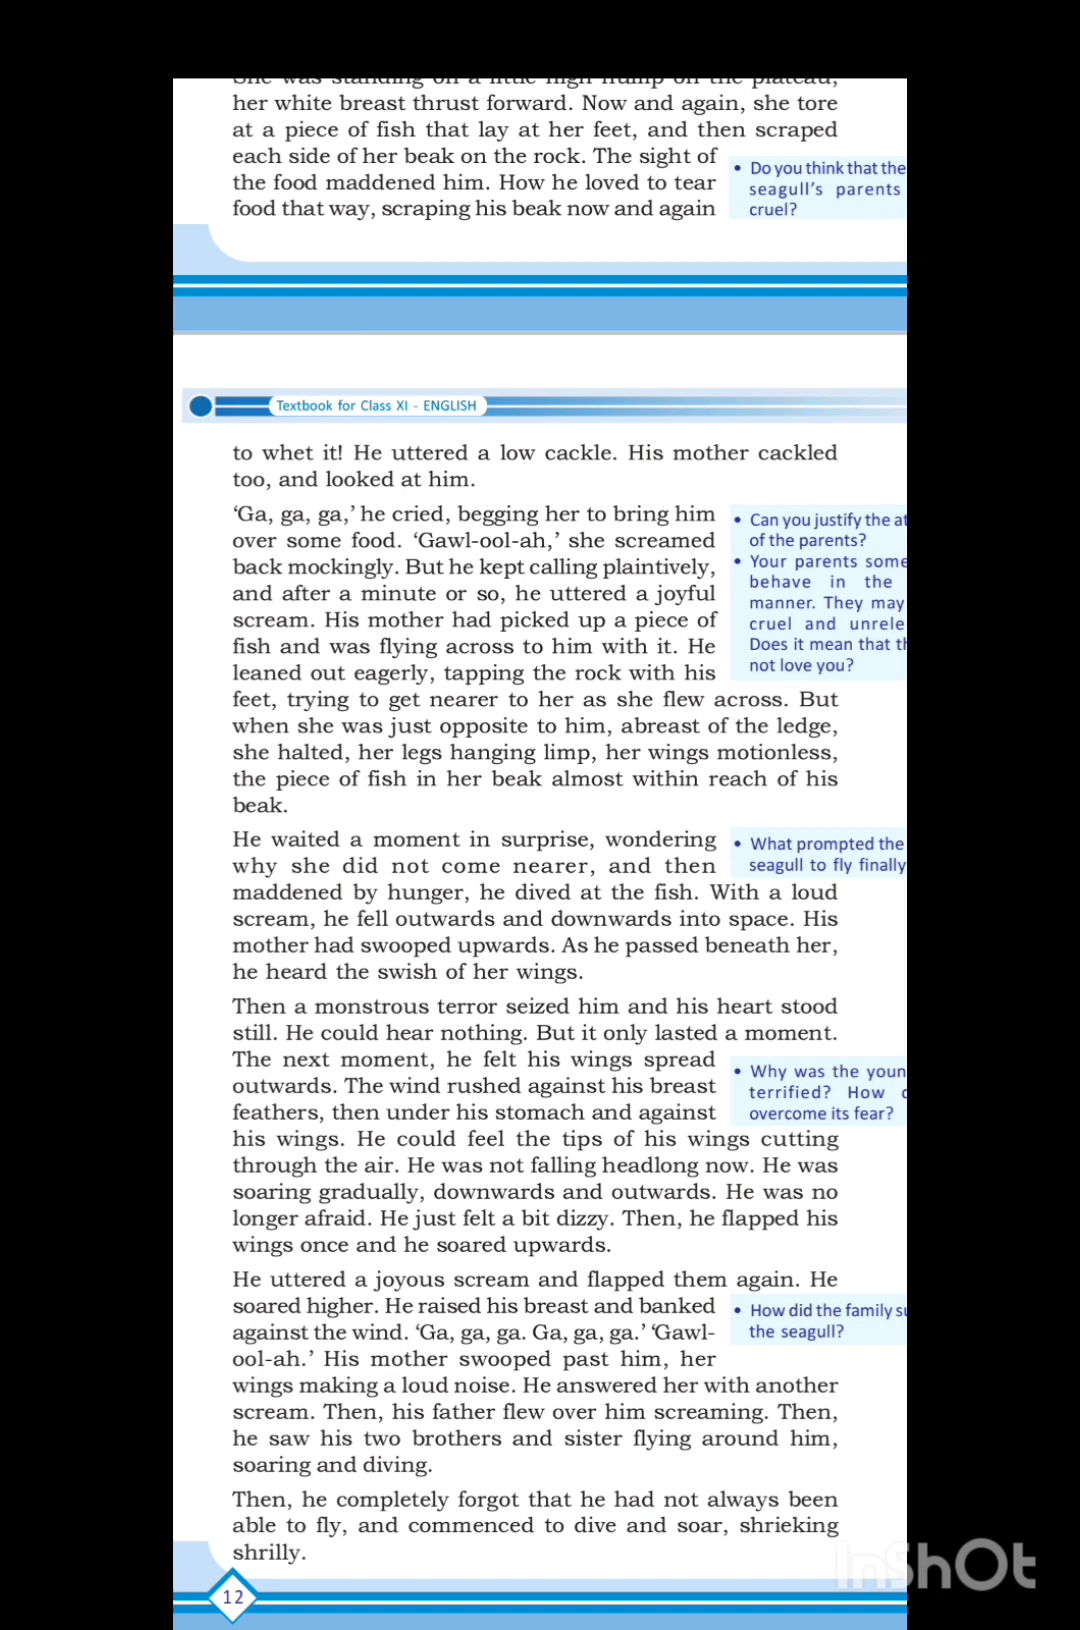 She was standing on a little high hump on the plateau,
her white breast thrust forward. Now and again, she tore
at a piece of fish that lay at her feet, and then scraped
each side of her beak on the rock. The sight of
the food maddened him. How he loved to tear
food that way, scraping his beak now and again
• Do you think that the
seagull's parents
cruel?
Textbook for Class XI - ENGLISH
to whet it! He uttered a low cackle. His mother cackled
too, and looked at him.
'Ga, ga, ga,' he cried, begging her to bring him
over some food. 'Gawl-ool-ah,' she screamed
back mockingly. But he kept calling plaintively,
and after a minute or so, he uttered a joyful
scream. His mother had picked up a piece of
fish and was flying across to him with it. He
leaned out eagerly, tapping the rock with his
feet, trying to get nearer to her as she flew across. But
when she was just opposite to him, abreast of the ledge,
she halted, her legs hanging limp, her wings motionless,
the piece of fish in her beak almost within reach of his
beak.
• Can you justify the at
of the parents?
• Your parents some
behave in the
manner. They may
cruel and unrele
Does it mean that th
not love you?
He waited a moment in surprise, wondering
why she did not come nearer, and then
maddened by hunger, he dived at the fish. With a loud
scream, he fell outwards and downwards into space. His
mother had swooped upwards. As he passed beneath her,
he heard the swish of her wings.
• What prompted the
seagull to fly finally
Then a monstrous terror seized him and his heart stood
still. He could hear nothing. But it only lasted a moment.
The next moment, he felt his wings spread
outwards. The wind rushed against his breast
feathers, then under his stomach and against
his wings. He could feel the tips of his wings cutting
through the air. He was not falling headlong now. He was
soaring gradually, downwards and outwards. He was no
longer afraid. He just felt a bit dizzy. Then, he flapped his
wings once and he soared upwards.
• Why was the youn
terrified? How
overcome its fear?
He uttered a joyous scream and flapped them again. He
soared higher. He raised his breast and banked
against the wind. 'Ga, ga, ga. Ga, ga, ga.' 'Gawl-
ool-ah.' His mother swooped past him, her
wings making a loud noise. He answered her with another
scream. Then, his father flew over him screaming. Then,
he saw his two brothers and sister flying around him,
soaring and diving.
• How did the family su
the seagull?
Then, he completely forgot that he had not always been
able to fly, and commenced to dive and soar, shrieking
shrilly.
12
InShOt